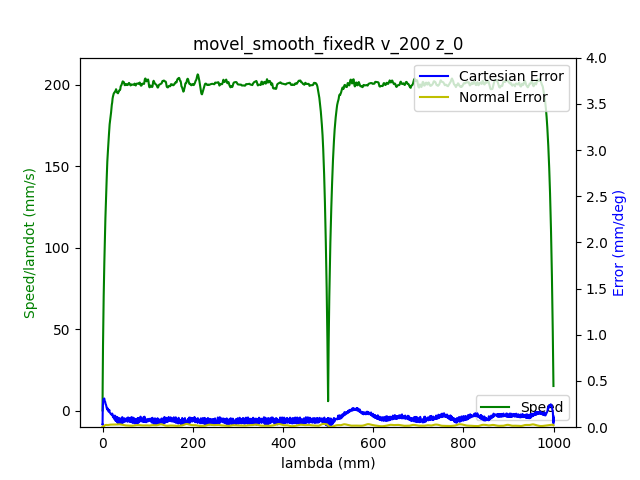 movel_smooth_fixedR v_200 z_0
Cartesian Error
Normal Error
Speed
Speed/lamdot (mm/s)
200
150
100
50
0
Error (mm/deg)
4.0
3.5
3.0
2.5
2.0
1.5
1.0
0.5
0.0
0 200 400 600 800 1000
lambda (mm)